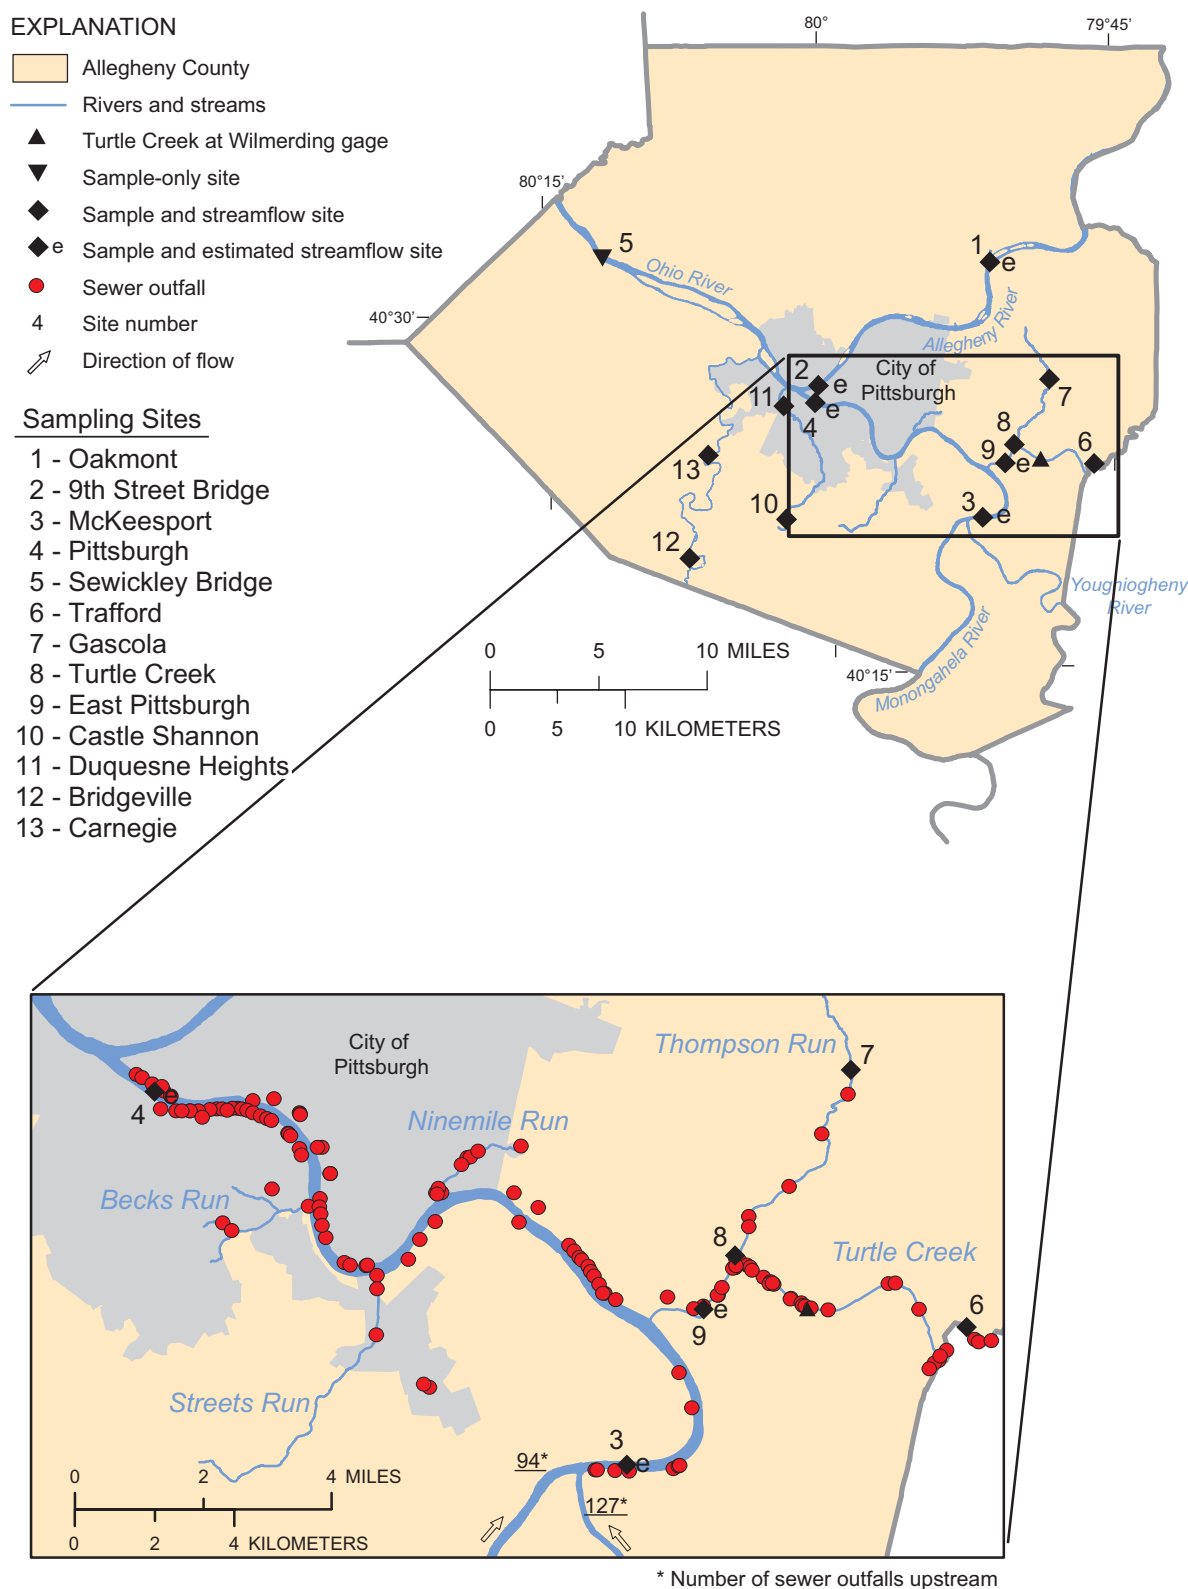 EXPLANATION
Allegheny County
Rivers and streams
Turtle Creek at Wilmerding gage
Sample-only site
Sample and streamflow site
e Sample and estimated streamflow site
Sewer outfall
4 Site number
Direction of flow
Sampling Sites
1 - Oakmont
2 - 9th Street Bridge
3 - McKeesport
4 - Pittsburgh
5 - Sewickley Bridge
6 - Trafford
7 - Gascola
8 - Turtle Creek
9 - East Pittsburgh
10 - Castle Shannon
11 - Duquesne Heights
12 - Bridgeville
13 - Carnegie
80°
79°45'
80°15'
5
1
e
Ohio River
40°30'
Allegheny River
2
e
City of
Pittsburgh
11
4
e
7
8
9
e
6
13
3
e
10
12
Youghiogheny
River
Monongahela River
40°15'
0 5 10 MILES
0 5 10 KILOMETERS
City of
Pittsburgh
Thompson Run
7
4
e
Ninemile Run
Becks Run
8
Turtle Creek
6
e
9
Streets Run
3
e
94*
127*
0 2 4 MILES
0 2 4 KILOMETERS
* Number of sewer outfalls upstream